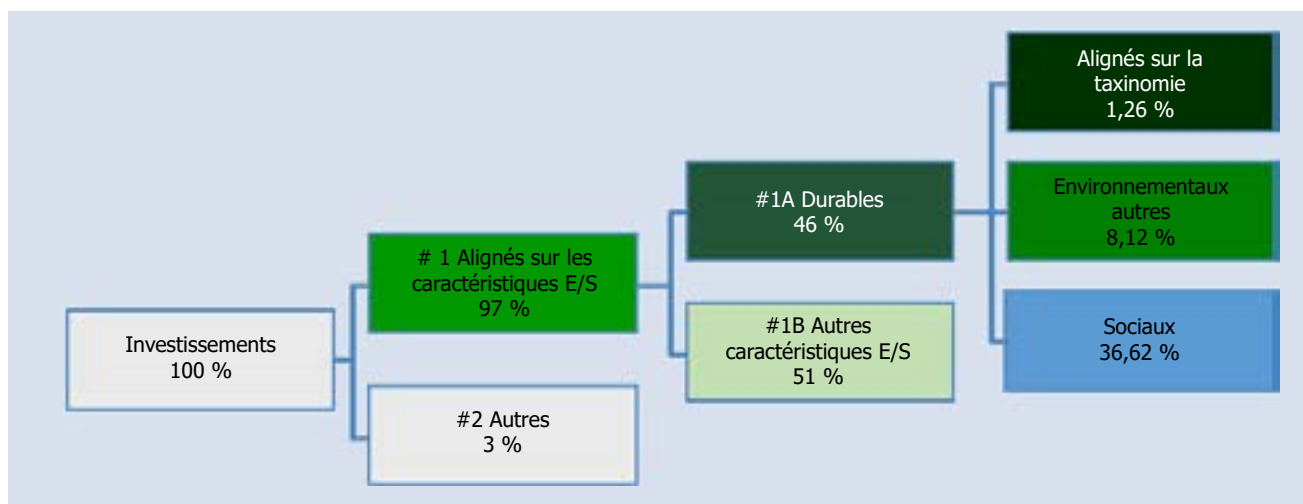 Investissements
100 %
# 1 Alignés sur les
caractéristiques E/S
97 %
#2 Autres
3 %
#1A Durables
46 %
#1B Autres
caractéristiques E/S
51 %
Alignés sur la
taxinomie
1,26 %
Environnementaux
autres
8,12 %
Sociaux
36,62 %